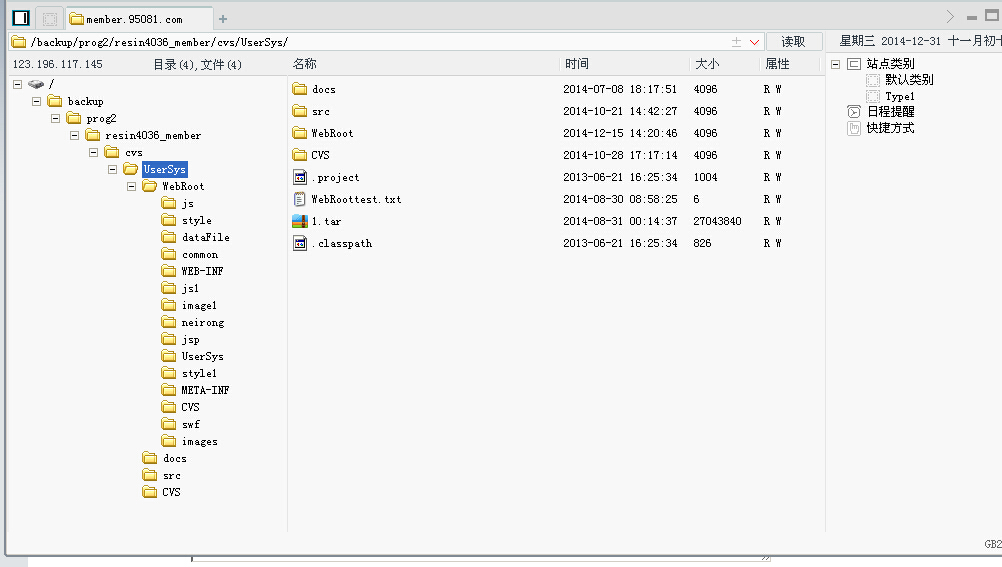 member.95081.com
/backup/prog2/resin4036_member/cvs/UserSys/
读取
星期三 2014-12-31 十一月初十
123.196.117.145
目录(4),文件(4)
名称 时间 大小 属性
/
backup
prog2
resin4036_member
cvs
UserSys
WebRoot
js
style
dataFile
common
WEB-INF
js1
image1
neirong
jsp
UserSys
style1
META-INF
CVS
swf
images
docs
src
CVS
docs 2014-07-08 18:17:51 4096 R W
src 2014-10-21 14:42:27 4096 R W
WebRoot 2014-12-15 14:20:46 4096 R W
CVS 2014-10-28 17:17:14 4096 R W
.project 2013-06-21 16:25:34 1004 R W
WebRoottest.txt 2014-08-30 08:58:25 6 R W
1.tar 2014-08-31 00:14:37 27043840 R W
.classpath 2013-06-21 16:25:34 826 R W
站点类别
默认类别
Type1
日程提醒
快捷方式
GB2